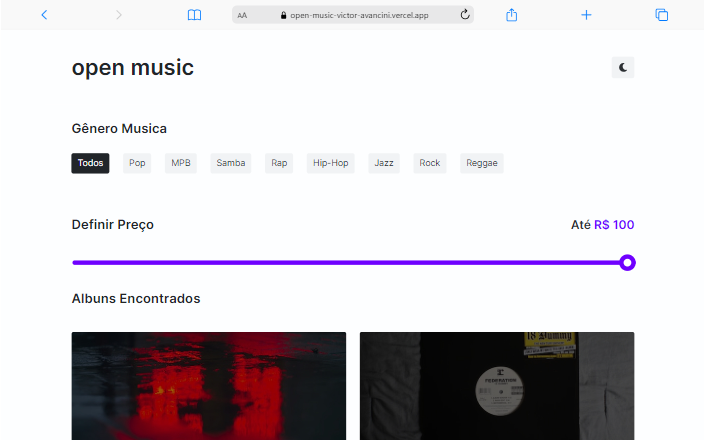 AA open-music-victor-avancini.vercel.app
open music
Gênero Musica
Todos Pop MPB Samba Rap Hip-Hop Jazz Rock Reggae
Definir Preço Até R$ 100
Albuns Encontrados
FEDERATION